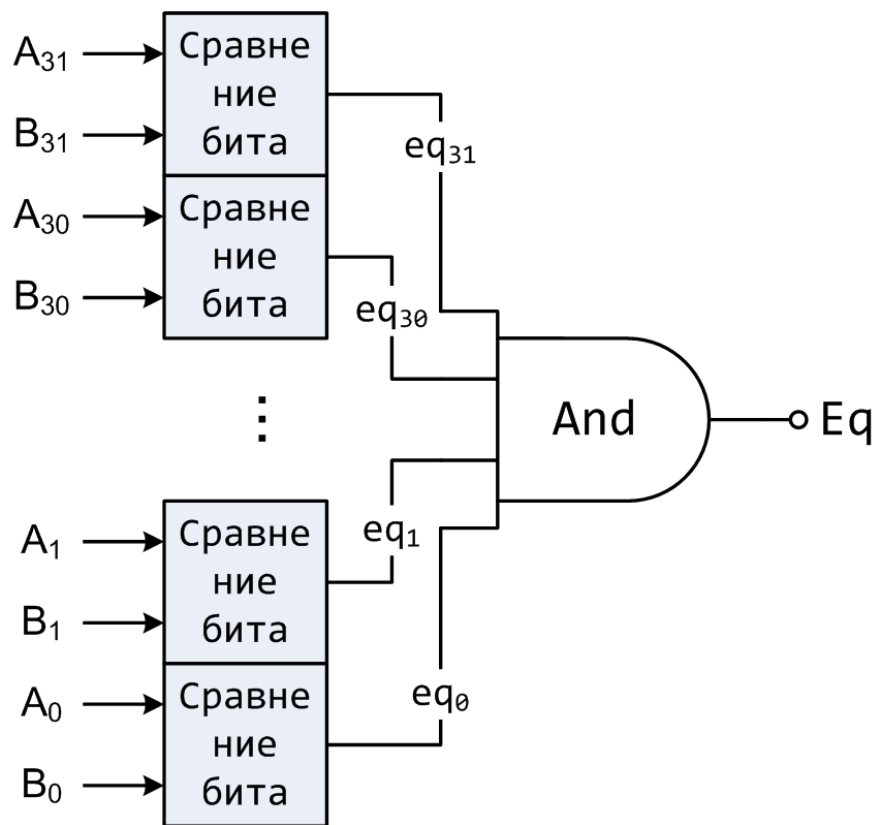 A₃₁
B₃₁
Сравне
ние
бита
eq₃₁
A₃₀
B₃₀
Сравне
ние
бита
eq₃₀
...
And
Eq
A₁
B₁
Сравне
ние
бита
eq₁
A₀
B₀
Сравне
ние
бита
eq₀